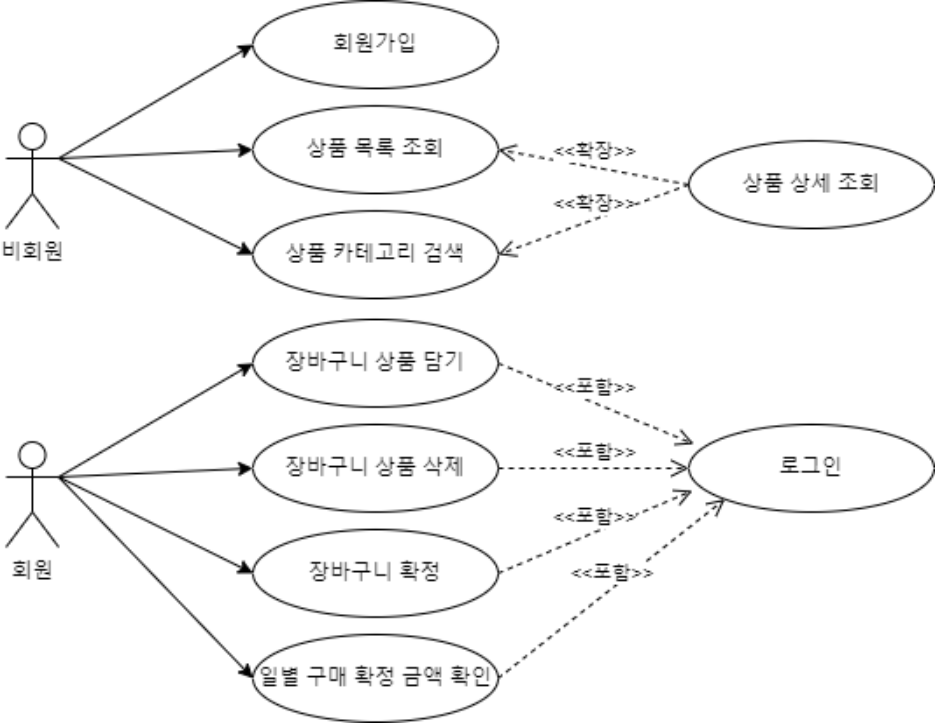 회원가입
상품 목록 조회
<<확장>>
상품 상세 조회
<<확장>>
비회원
상품 카테고리 검색
장바구니 상품 담기
<<포함>>
장바구니 상품 삭제
<<포함>>
로그인
<<포함>>
회원
장바구니 확정
<<포함>>
일별 구매 확정 금액 확인